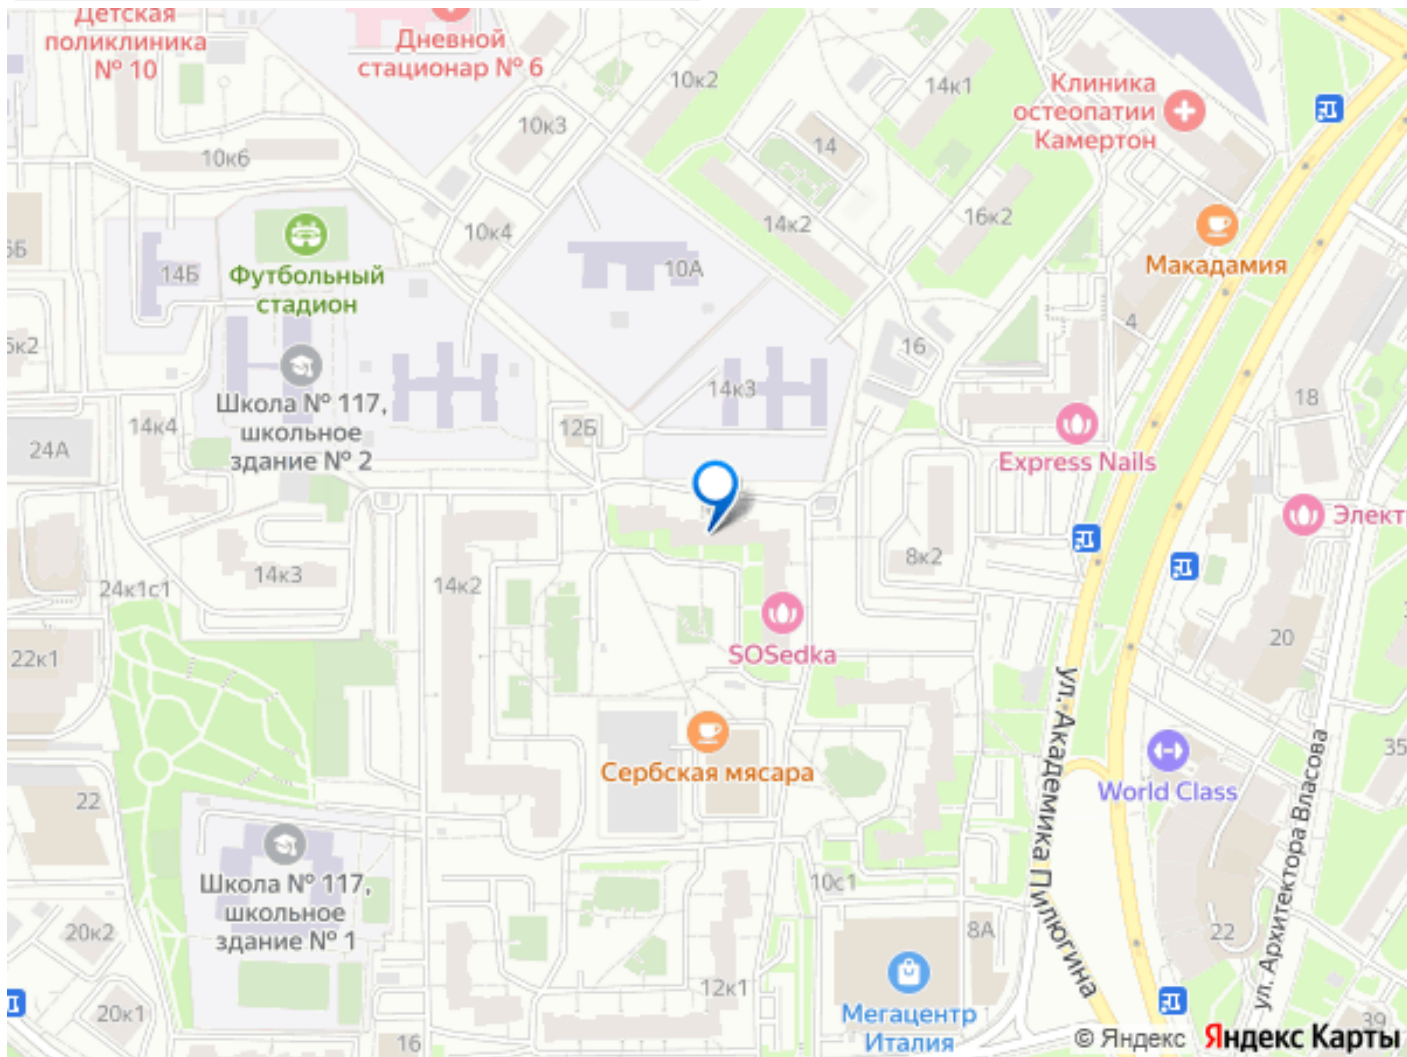 Детская
поликлиника
№ 10
Дневной
стационар № 6
10к2
14к1
Клиника
остеопатии
Камертон
10к3
14
10к6
14к2
16к2
10к4
14Б
10А
Футбольный
стадион
Макадамия
4
16
14к3
18
Школа № 117,
школьное
здание № 2
14к4
12Б
24А
Express Nails
8к2
14к3
14к2
24к1с1
22к1
SOSedka
20
ул. Академика Пилюгина
Сербская мясара
World Class
ул. Архитектора Власова
35
22
Школа № 117,
школьное
здание № 1
10с1
8А
22
20к2
12к1
20к1
Мегацентр
Италия
16
39
© Яндекс Яндекс Карты